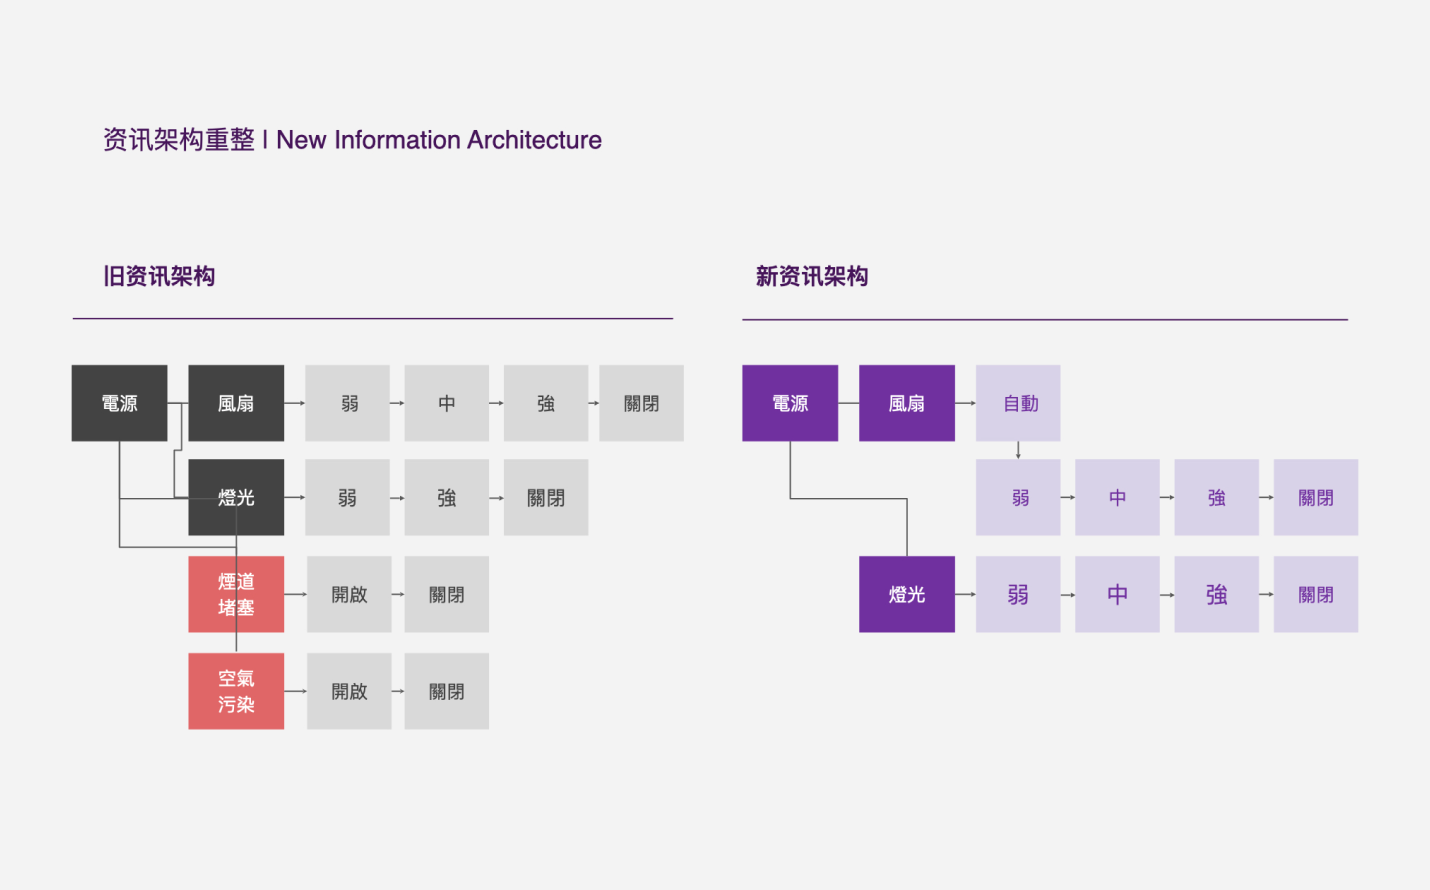 资讯架构重整 | New Information Architecture
旧资讯架构
電源
風扇
弱
中
強
關閉
燈光
弱
強
關閉
煙道
堵塞
開啟
關閉
空氣
污染
開啟
關閉
新资讯架构
電源
風扇
自動
弱
中
強
關閉
燈光
弱
中
強
關閉